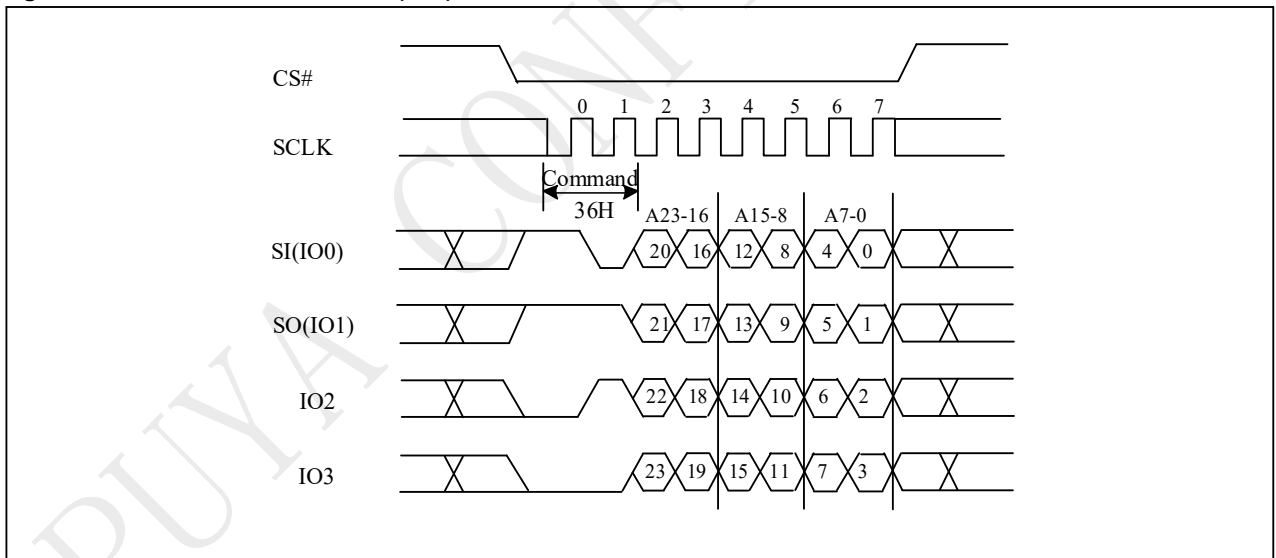 CS#
0 1 2 3 4 5 6 7
SCLK
Command
36H
A23-16 A15-8 A7-0
SI(IO0) 20 16 12 8 4 0
SO(IO1) 21 17 13 9 5 1
IO2 22 18 14 10 6 2
IO3 23 19 15 11 7 3
PUYA CON